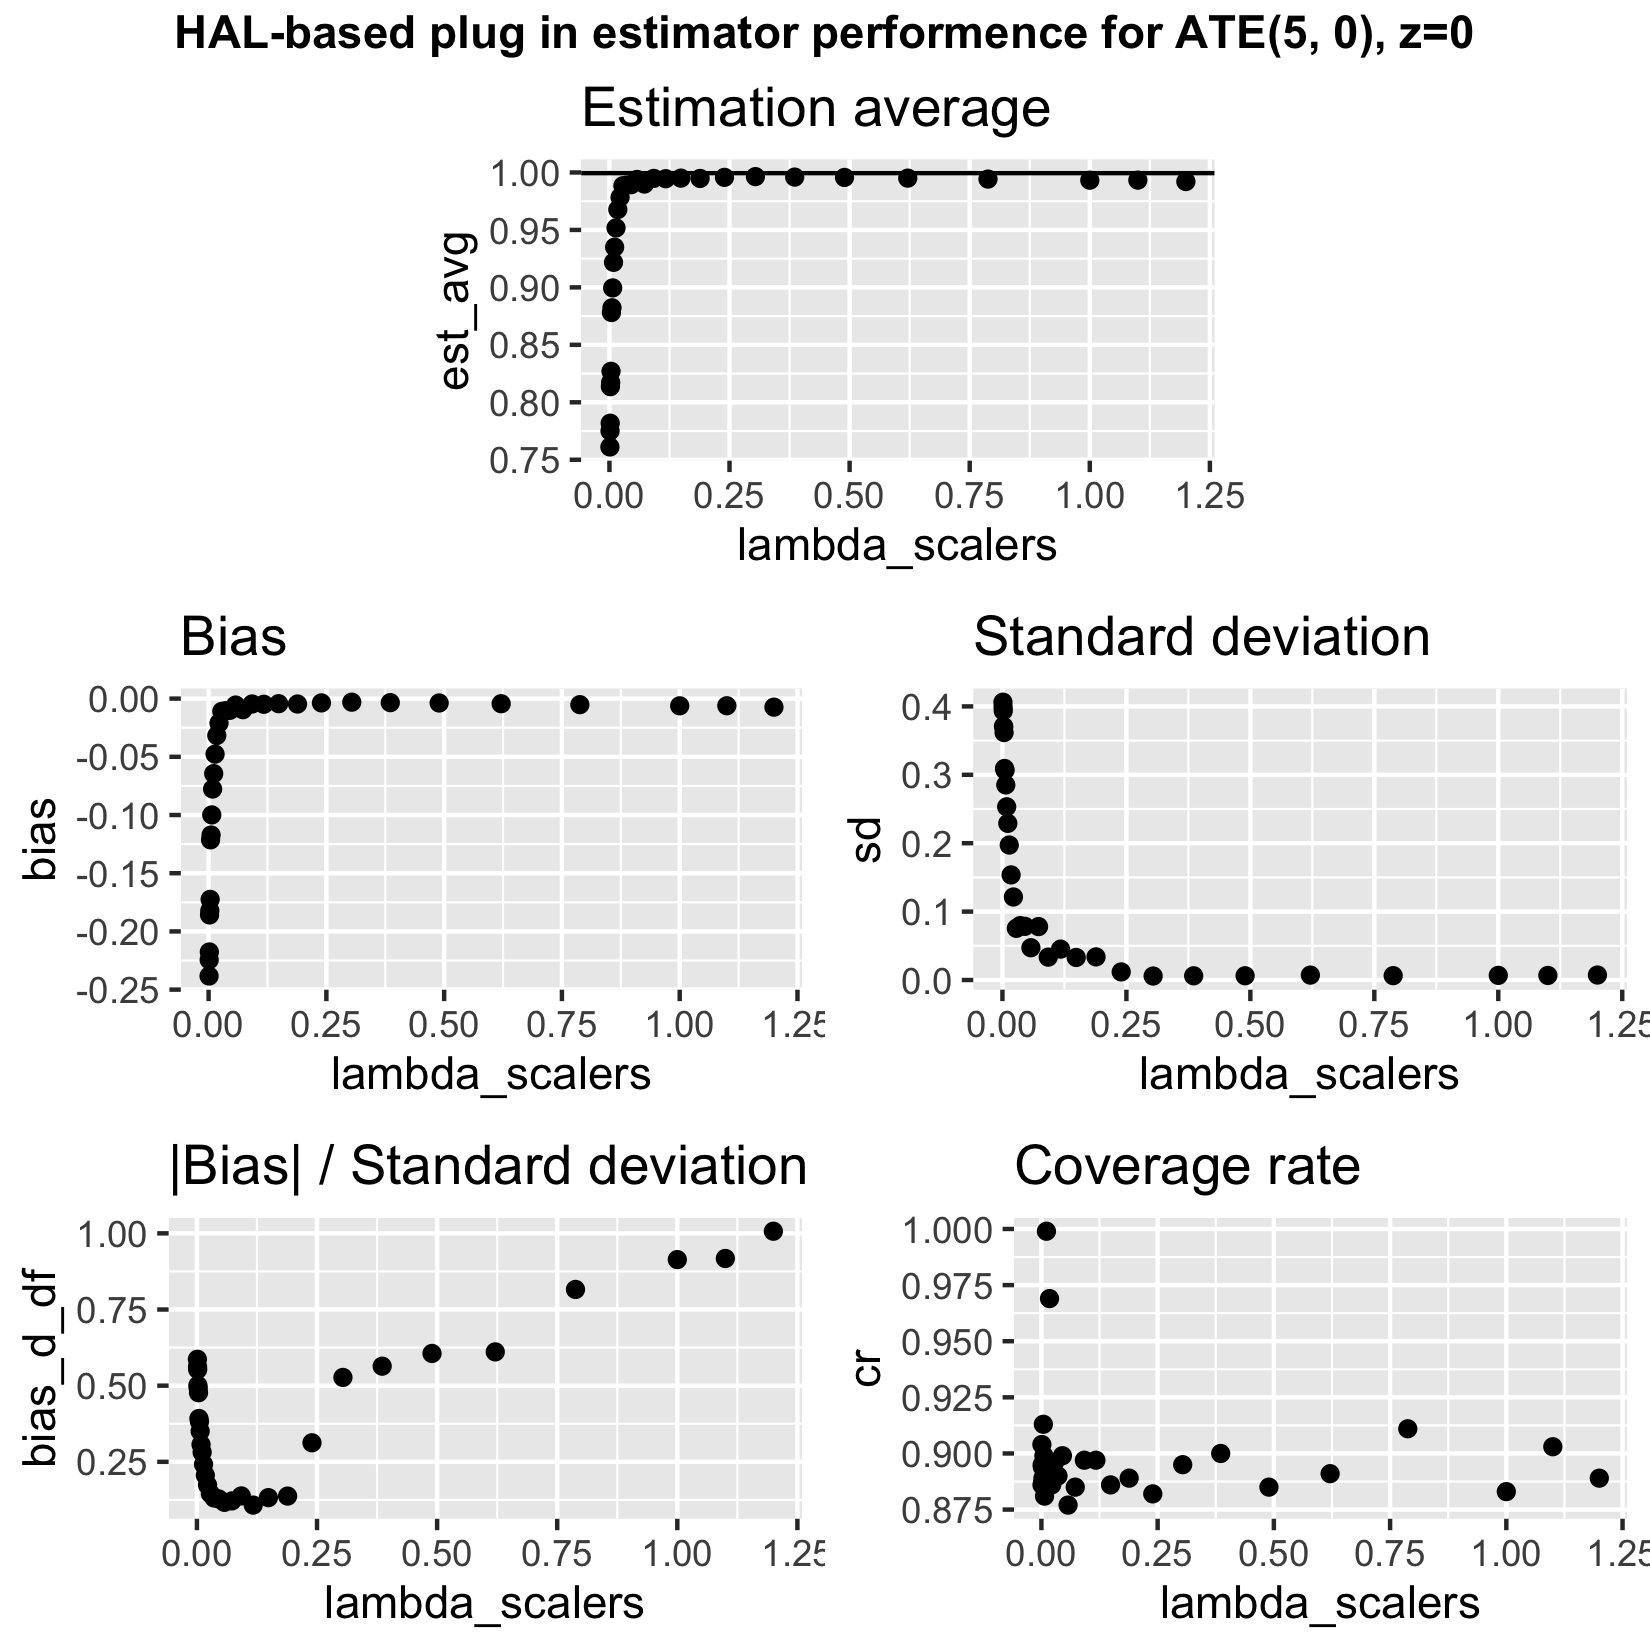 HAL-based plug in estimator performence for ATE(5, 0), z=0
Estimation average
1.00
0.95
0.90
0.85
0.80
0.75
est_avg
0.00 0.25 0.50 0.75 1.00 1.25
lambda_scalers
Bias
0.00
-0.05
-0.10
-0.15
-0.20
-0.25
bias
0.00 0.25 0.50 0.75 1.00 1.25
lambda_scalers
Standard deviation
0.4
0.3
0.2
0.1
0.0
sd
0.00 0.25 0.50 0.75 1.00 1.25
lambda_scalers
|Bias| / Standard deviation
1.00
0.75
0.50
0.25
bias_d_df
0.00 0.25 0.50 0.75 1.00 1.25
lambda_scalers
Coverage rate
1.000
0.975
0.950
0.925
0.900
0.875
cr
0.00 0.25 0.50 0.75 1.00 1.25
lambda_scalers